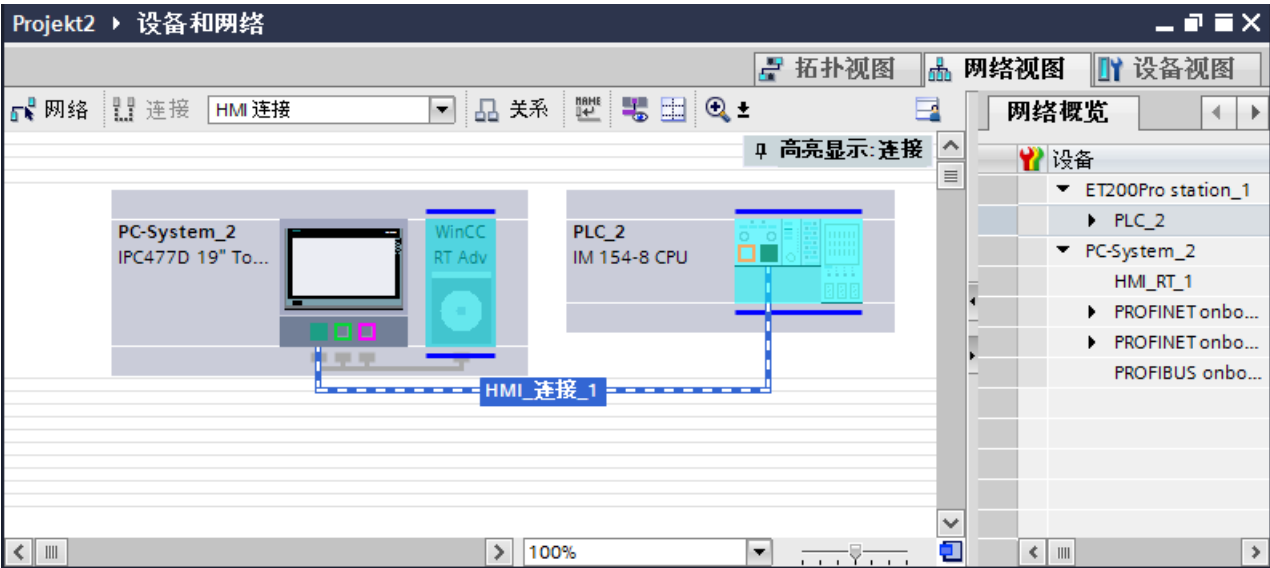 Projekt2 ▸ 设备和网络
拓扑视图 网络视图 设备视图
网络 连接 HMI 连接 关系
网络概览
高亮显示:连接
设备
PC-System_2
IPC477D 19" To...
WinCC
RT Adv
PLC_2
IM 154-8 CPU
HMI_连接_1
ET200Pro station_1
PLC_2
PC-System_2
HMI_RT_1
PROFINET onbo...
PROFINET onbo...
PROFIBUS onbo...
100%